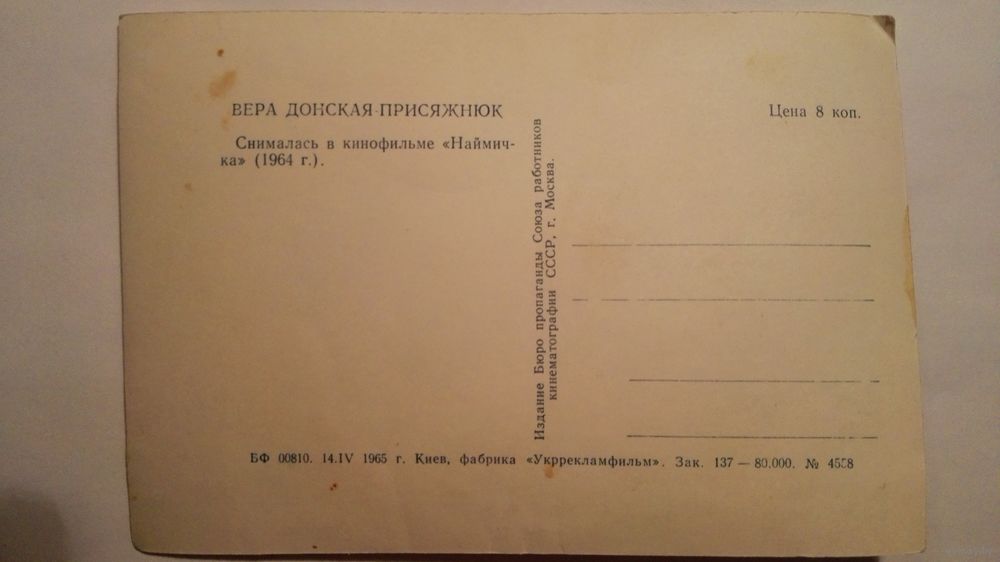 ВЕРА ДОНСКАЯ-ПРИСЯЖНЮК
Снималась в кинофильме «Наймич-
ка» (1964 г.).
Издание Бюро пропаганды Союза работников
кинематографии СССР, г. Москва.
Цена 8 коп.
БФ 00810. 14.IV 1965 г. Киев, фабрика «Укррекламфильм». Зак. 137 — 80.000. №